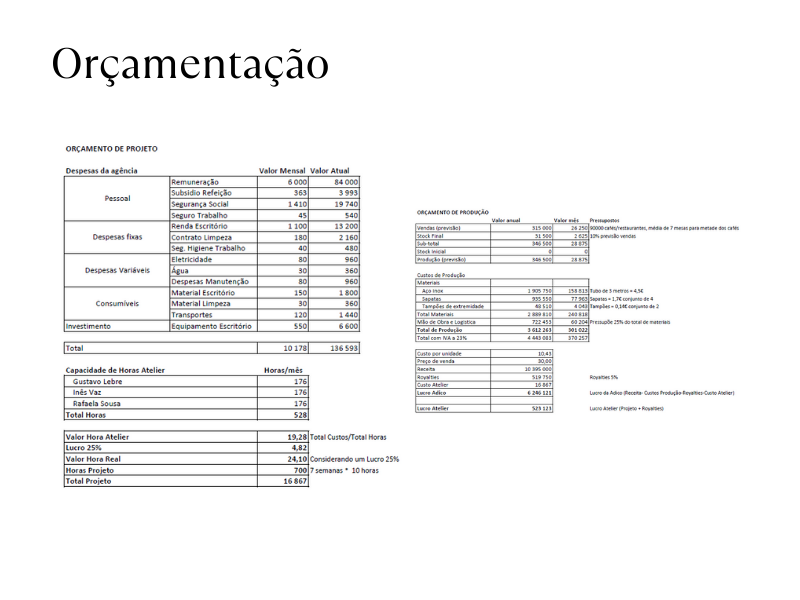 Orçamentação
ORÇAMENTO DE PROJETO
Despesas da agência Valor Mensal Valor Atual
Pessoal
Remuneração 6 000 84 000
Subsidio Refeição 363 3 993
Segurança Social 1 410 19 740
Seguro Trabalho 45 540
Despesas fixas
Renda Escritório 1 100 13 200
Contrato Limpeza 180 2 160
Seg. Higiene Trabalho 40 480
Despesas Variáveis
Eletricidade 80 960
Água 30 360
Despesas Manutenção 80 960
Consumíveis
Material Escritório 150 1 800
Material Limpeza 30 360
Transportes 120 1 440
Investimento Equipamento Escritório 550 6 600
Total 10 178 136 593
Capacidade de Horas Atelier Horas/mês
Gustavo Lebre 176
Inês Vaz 176
Rafaela Sousa 176
Total Horas 528
Valor Hora Atelier 19,28 Total Custos/Total Horas
Lucro 25% 4,82
Valor Hora Real 24,10 Considerando um Lucro 25%
Horas Projeto 700 7 semanas * 10 horas
Total Projeto 16 867
ORÇAMENTO DE PRODUÇÃO
Valor anual Valor mês Pressupostos
Vendas (previsão) 315 000 26 250 90000 cafés/restaurantes, média de 7 mesas para metade dos cafés
Stock Final 31 500 2 625 10% previsão vendas
Sub-total 346 500 28 875
Stock Inicial 0 0
Produção (previsão) 346 500 28 875
Custos de Produção
Materiais
Aço Inox 1 905 750 158 813 Tubo de 3 metros = 4,5€
Sapatas 935 550 77 963 Sapatas = 1,7€ conjunto de 4
Tampões de extremidade 48 510 4 043 Tampões = 0,14€ conjunto de 2
Total Materiais 2 889 810 240 818
Mão de Obra e Logística 722 453 60 204 Pressupõe 25% do total de materiais
Total de Produção 3 612 263 301 022
Total com IVA a 23% 4 443 083 370 257
Custo por unidade 10,43
Preço de venda 30,00
Receita 10 395 000
Royalties 519 750 Royalties 5%
Custo Atelier 16 867
Lucro Adico 6 246 121 Lucro da Adico (Receita- Custos Produção-Royalties-Custo Atelier)
Lucro Atelier 523 123 Lucro Atelier (Projeto + Royalties)